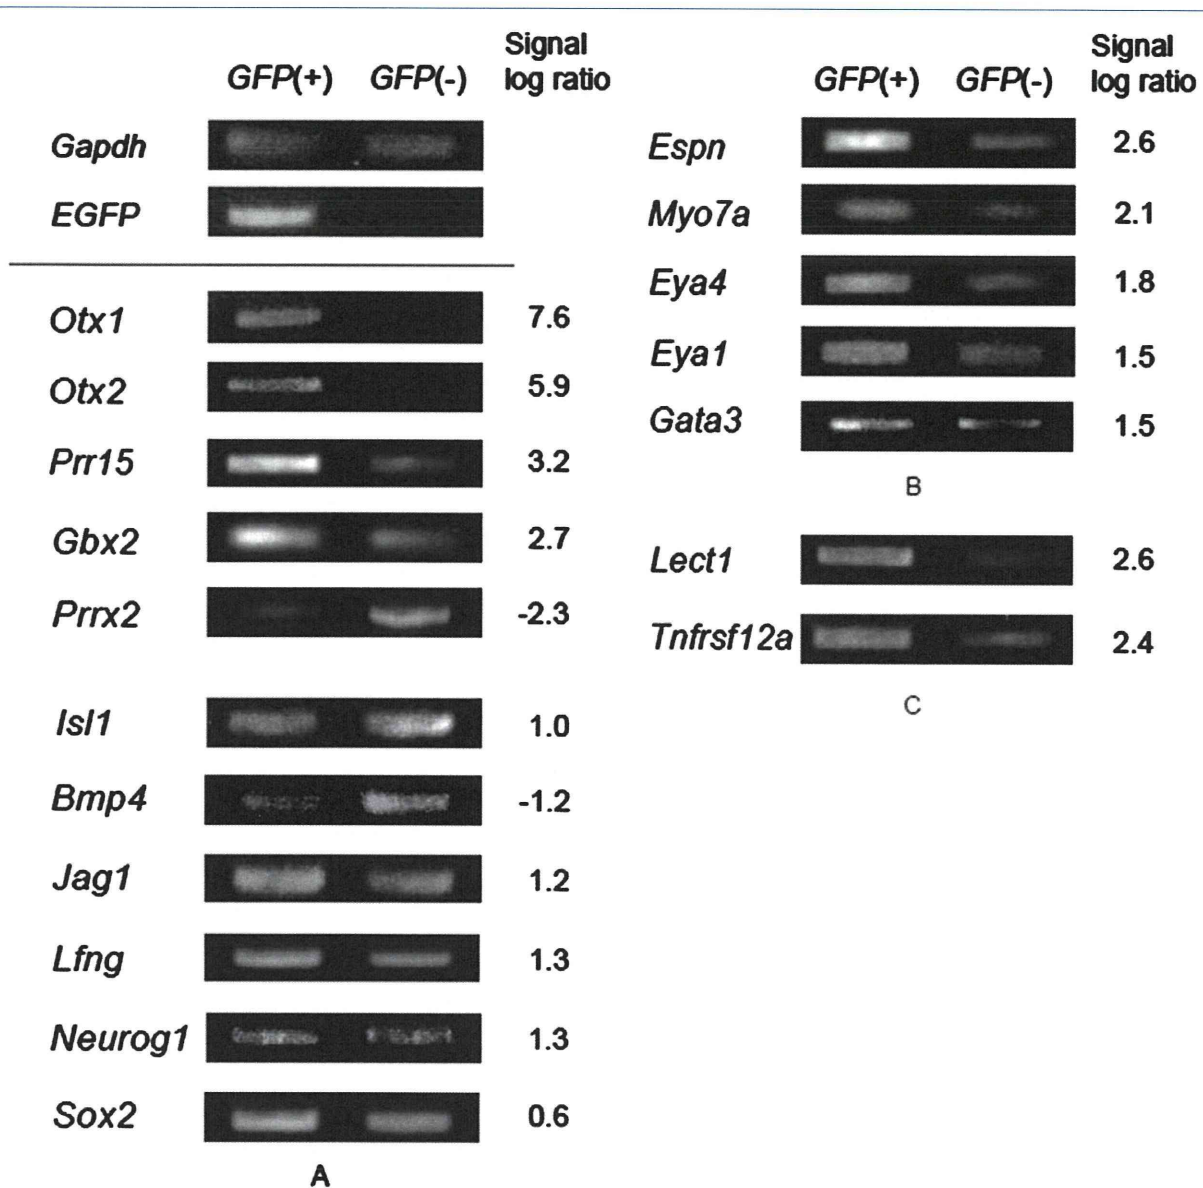 Signal
GFP(+) GFP(-) log ratio
Gapdh
EGFP
Otx1 7.6
Otx2 5.9
Prr15 3.2
Gbx2 2.7
Prrx2 -2.3
Isl1 1.0
Bmp4 -1.2
Jag1 1.2
Lfng 1.3
Neurog1 1.3
Sox2 0.6
A
Signal
GFP(+) GFP(-) log ratio
Espn 2.6
Myo7a 2.1
Eya4 1.8
Eya1 1.5
Gata3 1.5
B
Lect1 2.6
Tnfrsf12a 2.4
C